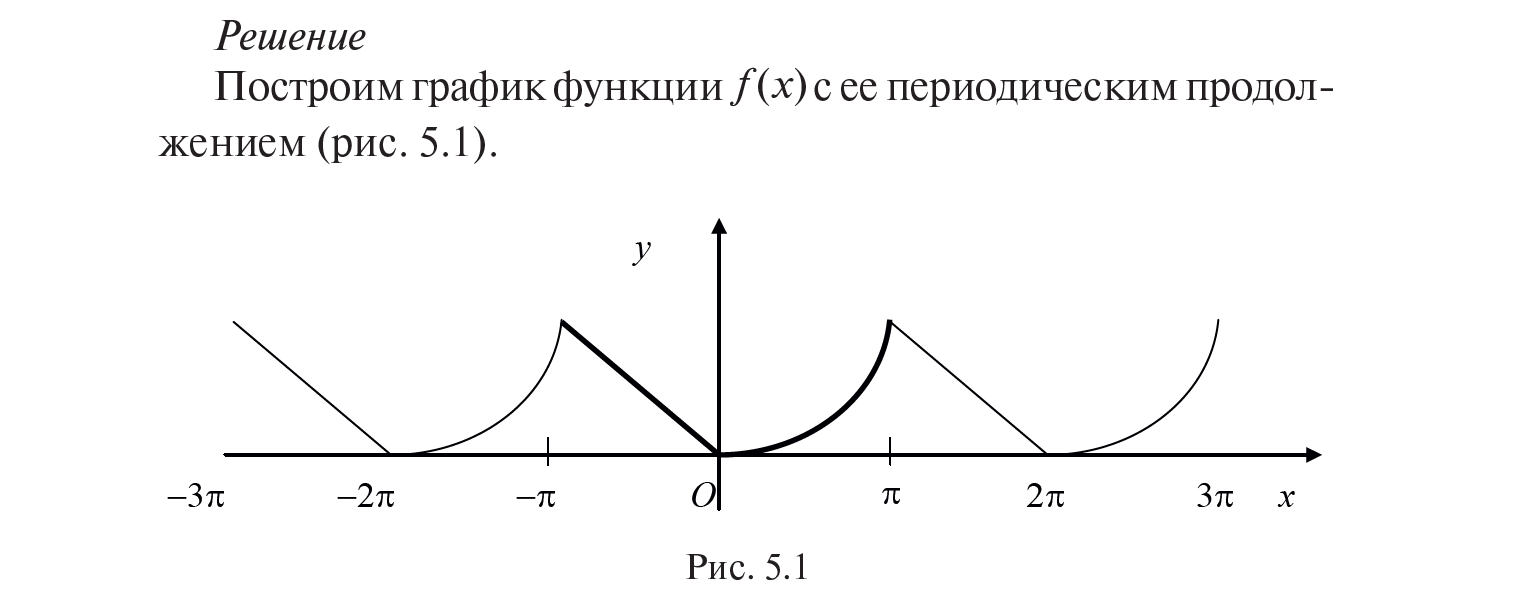 Решение
Построим график функции f(x) с ее периодическим продол-
жением (рис. 5.1).
y
−3π −2π −π O π 2π 3π x
Рис. 5.1